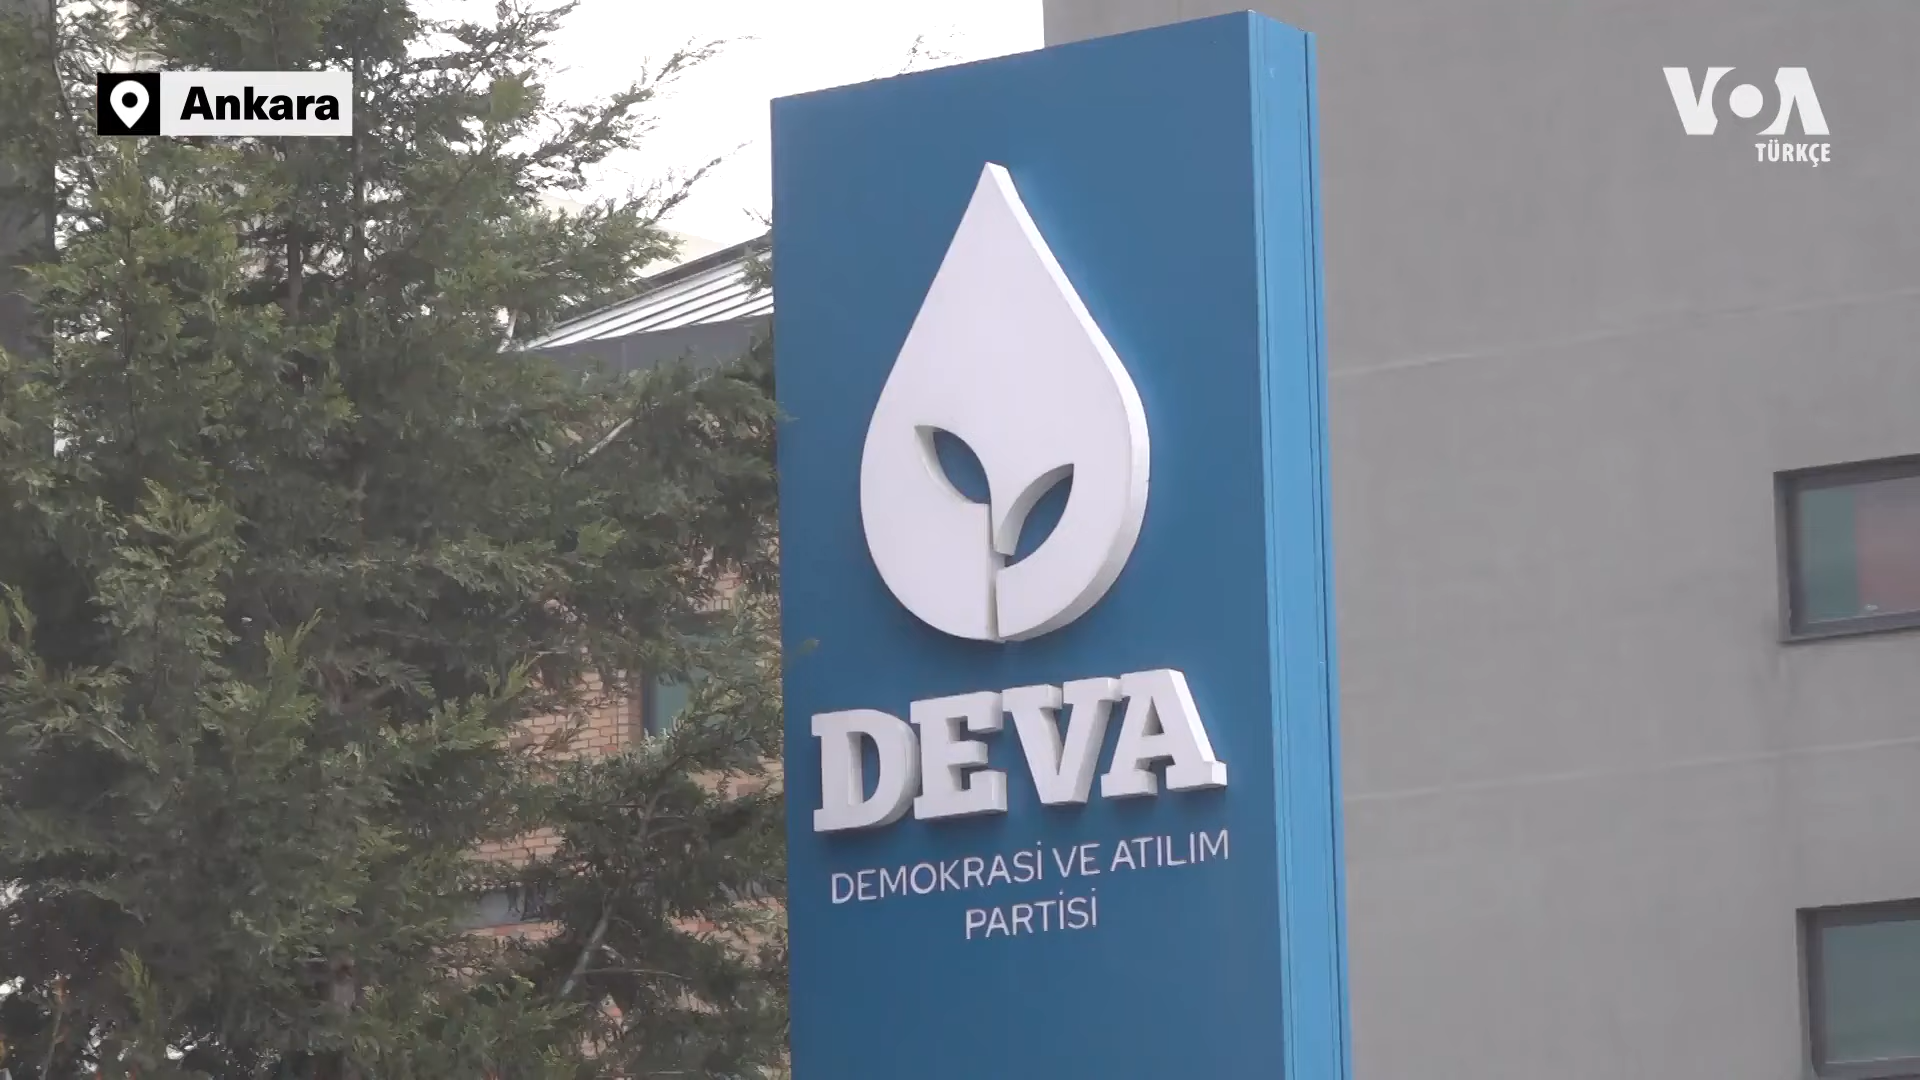 Ankara
VOA
TÜRKÇE
DEVA
DEMOKRASİ VE ATILIM
PARTİSİ